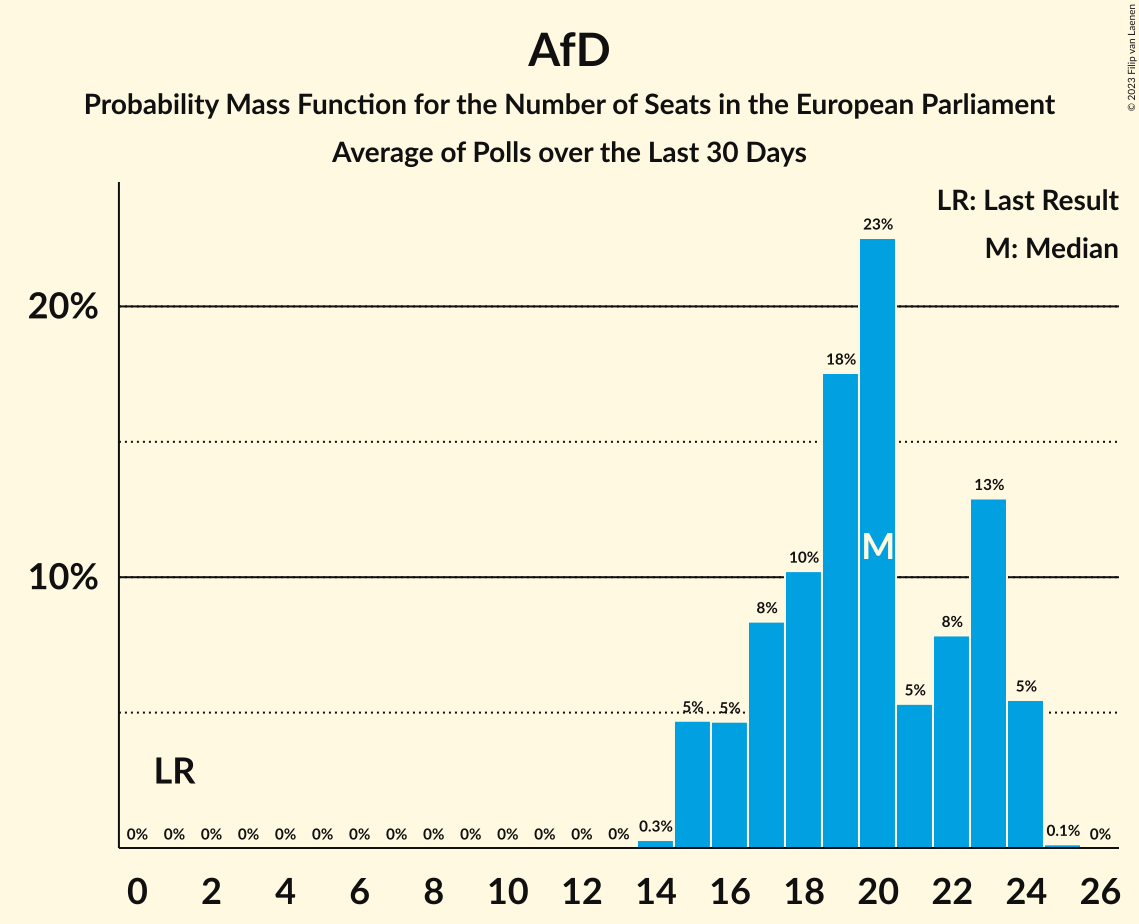 AfD
Probability Mass Function for the Number of Seats in the European Parliament
Average of Polls over the Last 30 Days
© 2023 Filip van Laenen
LR: Last Result
M: Median
20%
10%
23%
18%
13%
10%
M
8%
8%
5%
5%
5%
5%
LR
0% 0% 0% 0% 0% 0% 0% 0% 0% 0% 0% 0% 0% 0% 0.3% 0.1% 0%
0 2 4 6 8 10 12 14 16 18 20 22 24 26